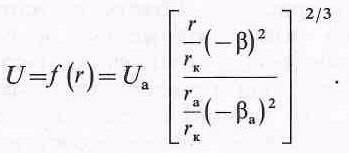 U=f(r)=Uₐ [ (r/rₖ (−β)²) / (rₐ/rₖ (−βₐ)²) ]^{2/3} .